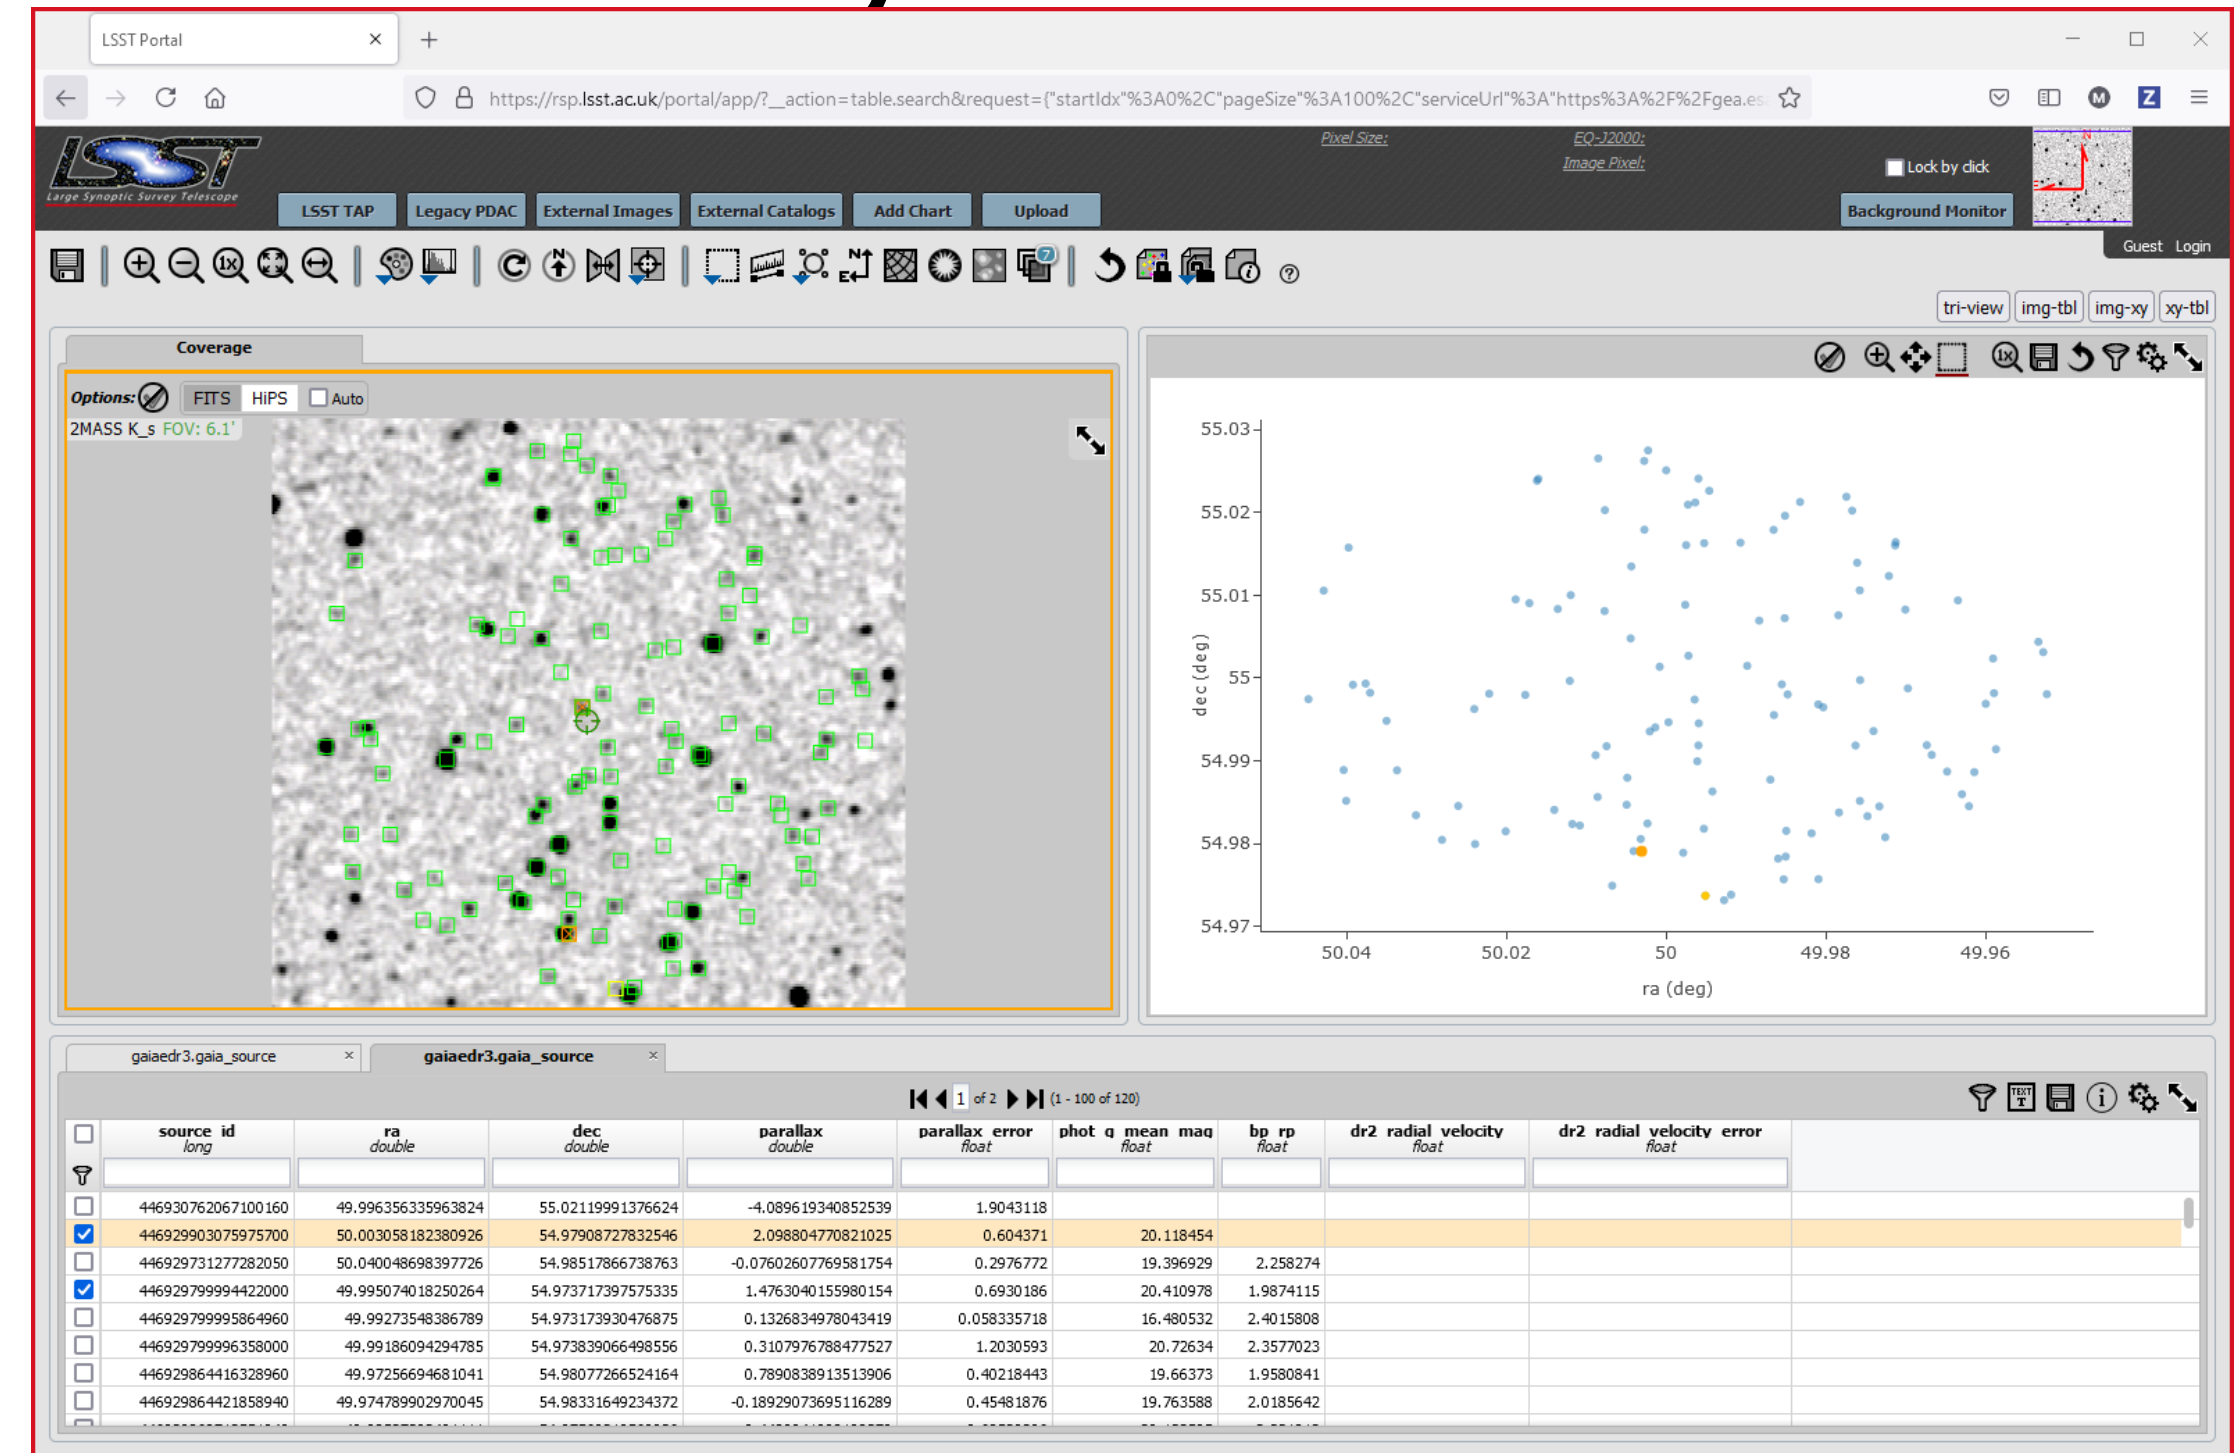 LSST Portal
https://rsp.lsst.ac.uk/portal/app/?__action=table.search&request={"startIdx"%3A0%2C"pageSize"%3A100%2C"serviceUrl"%3A"https%3A%2F%2Fgea.es
M Z
LSST
Large Synoptic Survey Telescope
Pixel Size: EQ-J2000:
Image Pixel:
Lock by click
N
E
LSST TAP Legacy PDAC External Images External Catalogs Add Chart Upload Background Monitor
Guest Login
1x N 7
tri-view img-tbl img-xy xy-tbl
Coverage
Options: FITS HiPS Auto
2MASS K_s FOV: 6.1'
1x
55.03
55.02
55.01
55
54.99
54.98
54.97
dec (deg)
50.04 50.02 50 49.98 49.96
ra (deg)
gaiaedr3.gaia_source × gaiaedr3.gaia_source ×
1 of 2 (1 - 100 of 120)
TEXT T i
source_id ra dec parallax parallax_error phot_g_mean_mag bp_rp dr2_radial_velocity dr2_radial_velocity_error
long double double double float float float float float
446930762067100160 49.996356335963824 55.02119991376624 -4.089619340852539 1.9043118
446929903075975700 50.003058182380926 54.97908727832546 2.098804770821025 0.604371 20.118454
446929731277282050 50.040048698397726 54.98517866738763 -0.07602607769581754 0.2976772 19.396929 2.258274
446929799994422000 49.995074018250264 54.973717397575335 1.4763040155980154 0.6930186 20.410978 1.9874115
446929799995864960 49.99273548386789 54.973173930476875 0.1326834978043419 0.058335718 16.480532 2.4015808
446929799996358000 49.99186094294785 54.973839066498556 0.3107976788477527 1.2030593 20.72634 2.3577023
446929864416328960 49.97256694681041 54.98077266524164 0.7890838913513906 0.40218443 19.66373 1.9580841
446929864421858940 49.974789902970045 54.98331649234372 -0.18929073695116289 0.45481876 19.763588 2.0185642